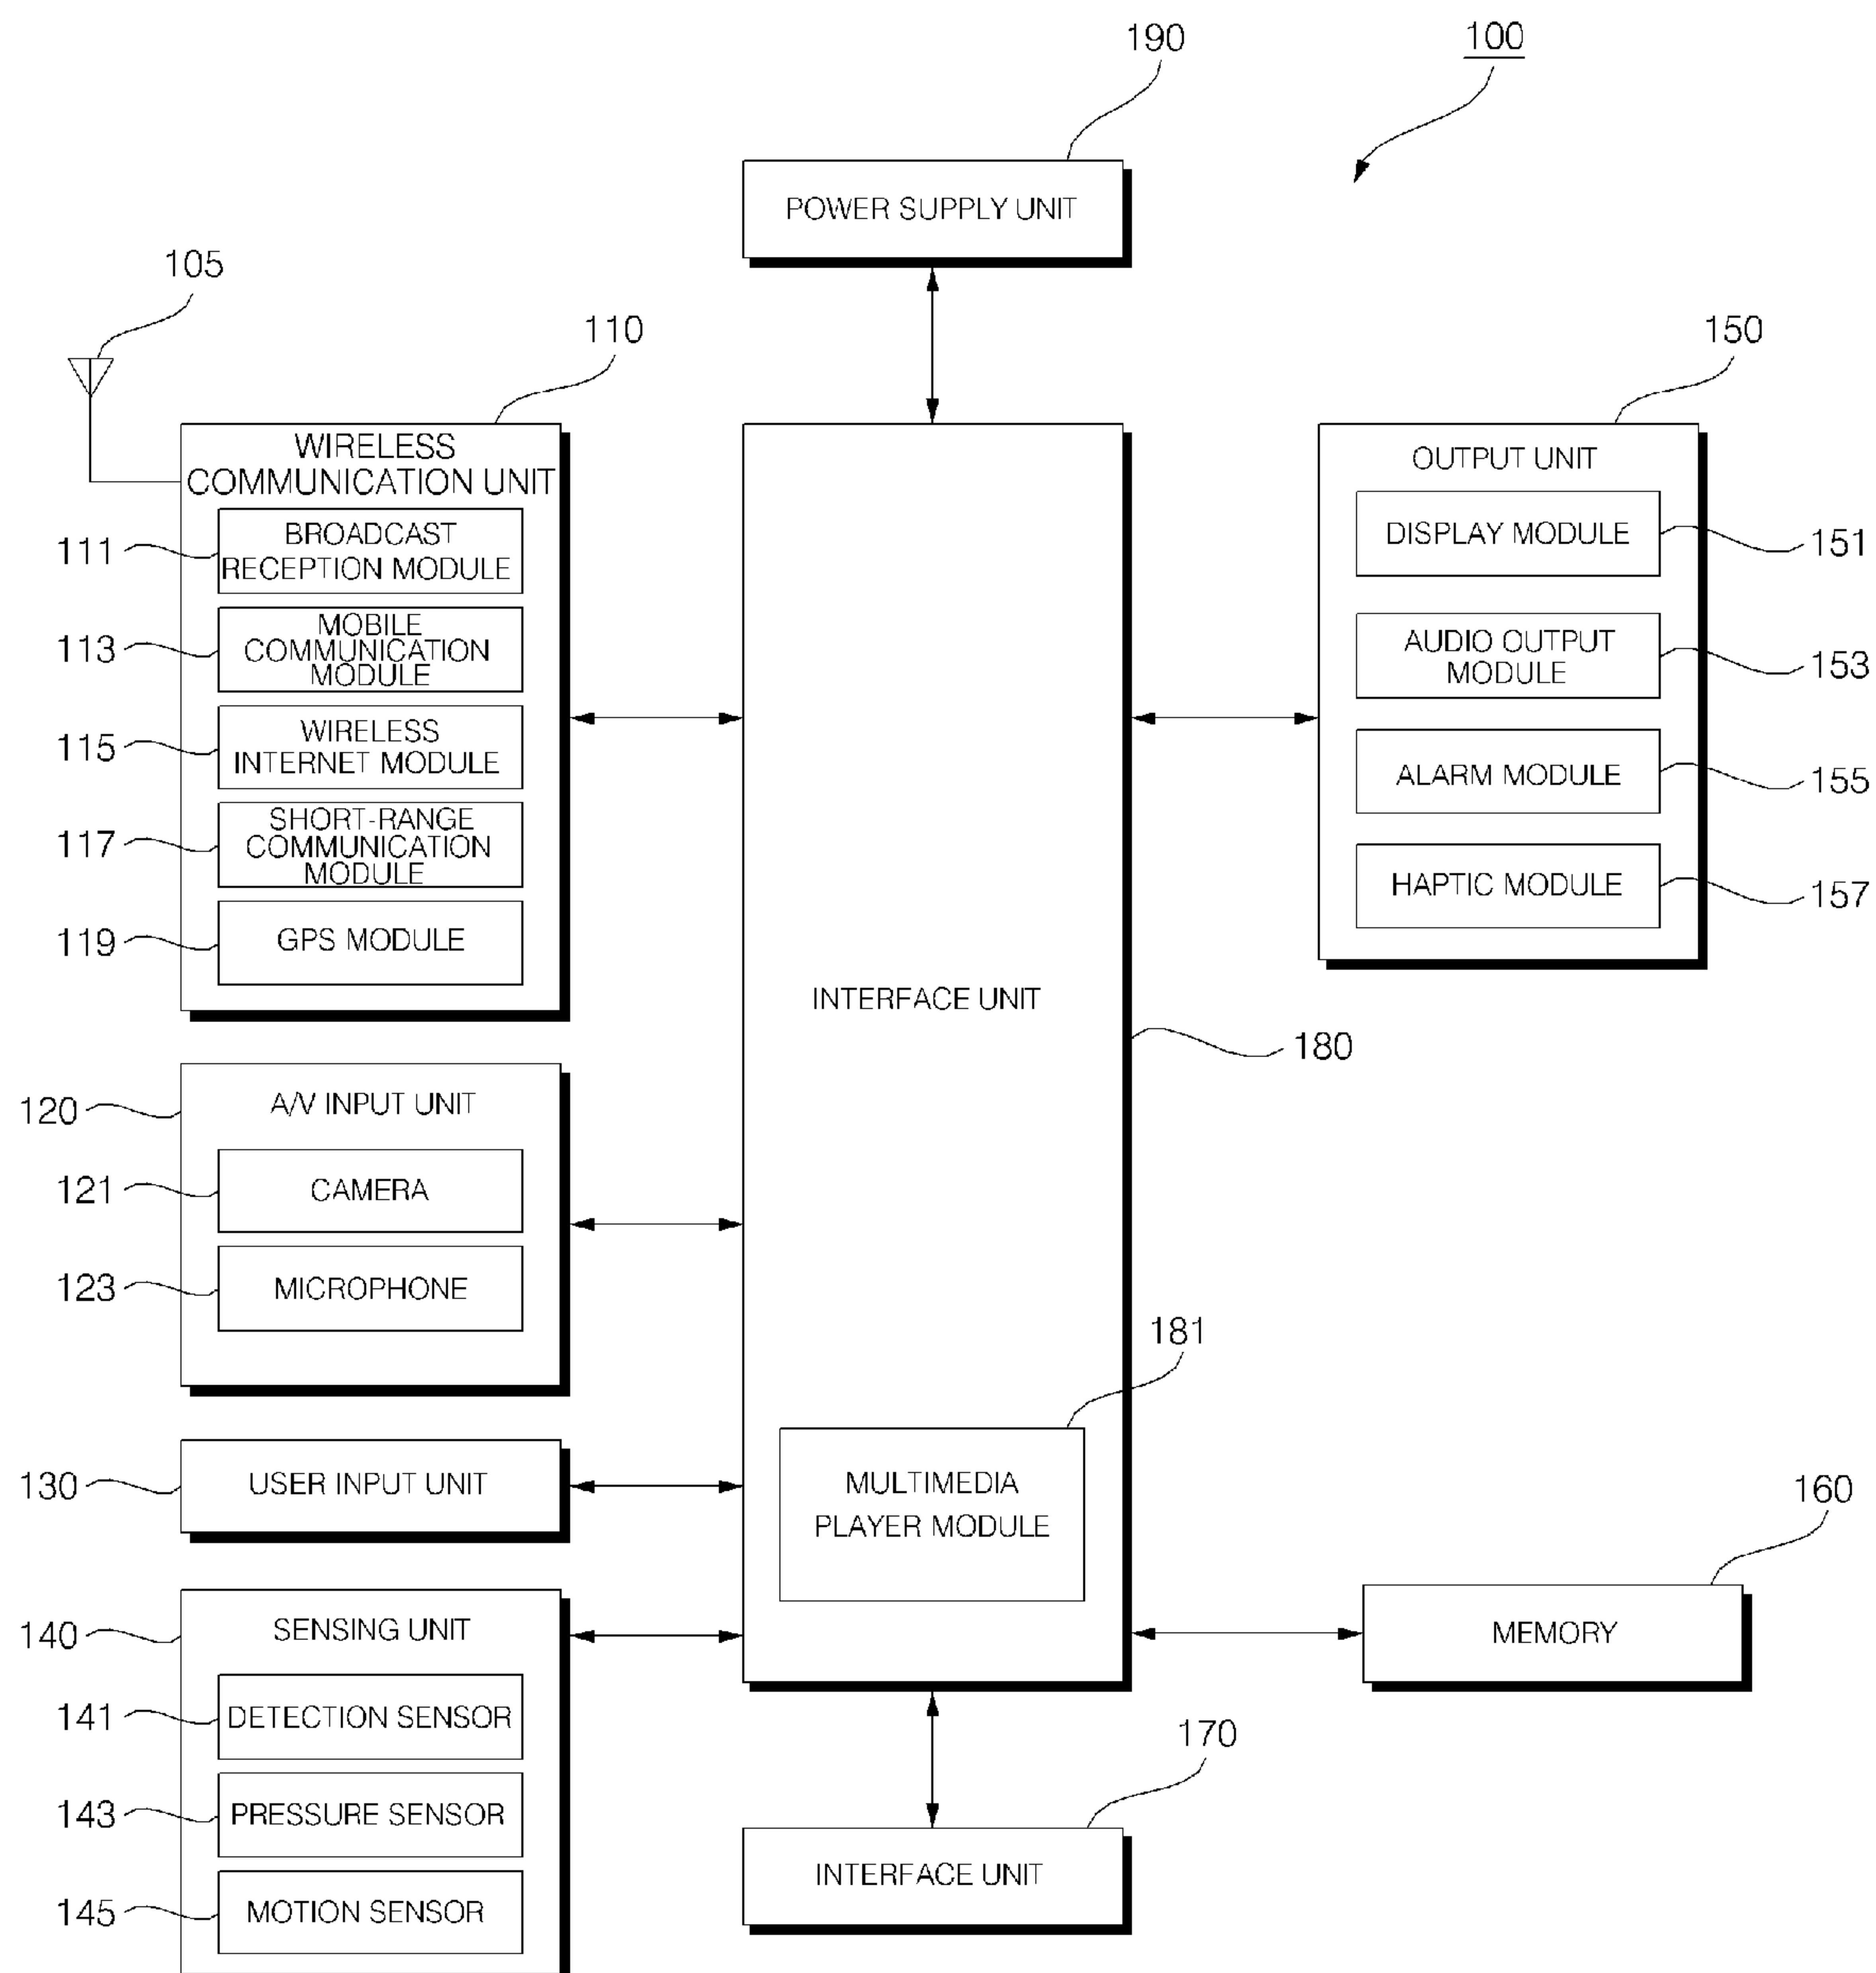 190
100
POWER SUPPLY UNIT
105
110
150
WIRELESS
COMMUNICATION UNIT
111
BROADCAST
RECEPTION MODULE
113
MOBILE
COMMUNICATION
MODULE
115
WIRELESS
INTERNET MODULE
117
SHORT-RANGE
COMMUNICATION
MODULE
119
GPS MODULE
OUTPUT UNIT
DISPLAY MODULE
151
AUDIO OUTPUT
MODULE
153
ALARM MODULE
155
HAPTIC MODULE
157
INTERFACE UNIT
180
120
A/V INPUT UNIT
121
CAMERA
123
MICROPHONE
181
MULTIMEDIA
PLAYER MODULE
130
USER INPUT UNIT
160
MEMORY
140
SENSING UNIT
141
DETECTION SENSOR
143
PRESSURE SENSOR
145
MOTION SENSOR
170
INTERFACE UNIT